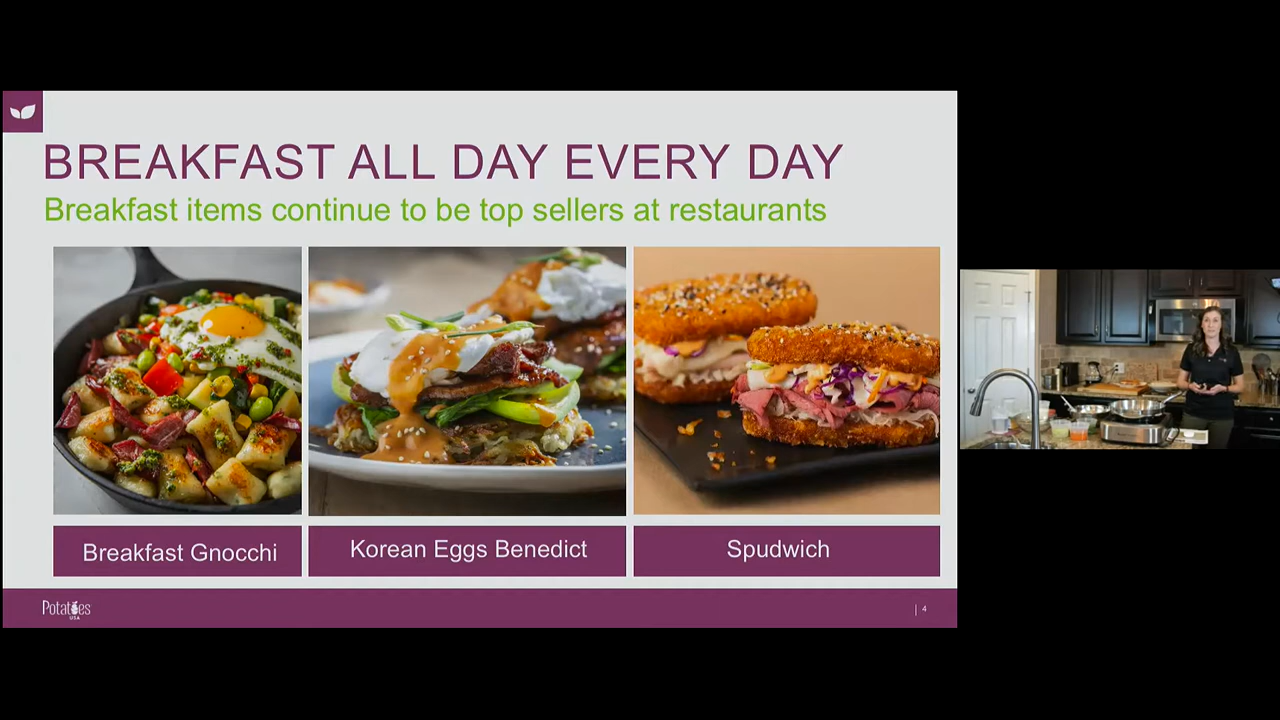 BREAKFAST ALL DAY EVERY DAY
Breakfast items continue to be top sellers at restaurants
Breakfast Gnocchi
Korean Eggs Benedict
Spudwich
Potatoes
USA
| 4